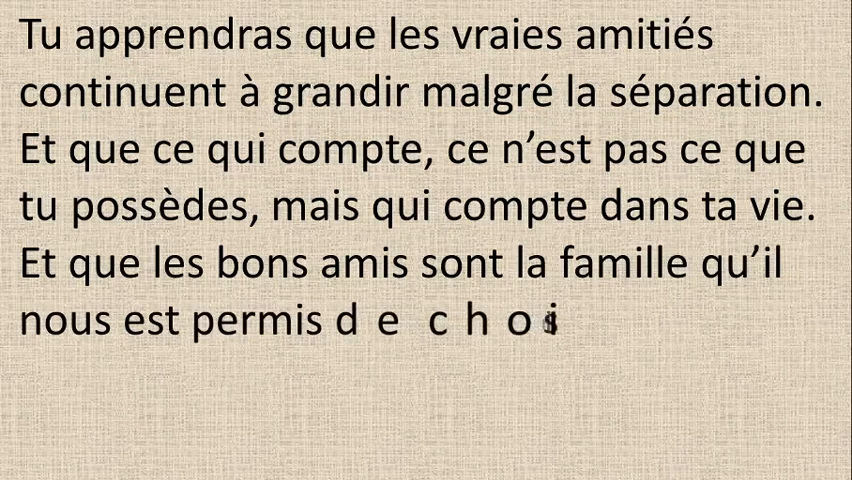 Tu apprendras que les vraies amitiés
continuent à grandir malgré la séparation.
Et que ce qui compte, ce n’est pas ce que
tu possèdes, mais qui compte dans ta vie.
Et que les bons amis sont la famille qu’il
nous est permis de